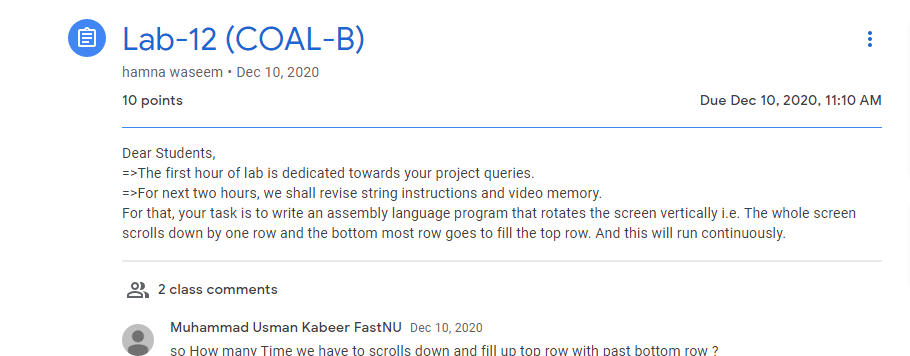 Lab-12 (COAL-B)
hamna waseem • Dec 10, 2020
10 points
Due Dec 10, 2020, 11:10 AM
Dear Students,
=>The first hour of lab is dedicated towards your project queries.
=>For next two hours, we shall revise string instructions and video memory.
For that, your task is to write an assembly language program that rotates the screen vertically i.e. The whole screen
scrolls down by one row and the bottom most row goes to fill the top row. And this will run continuously.
2 class comments
Muhammad Usman Kabeer FastNU Dec 10, 2020
so How many Time we have to scrolls down and fill up top row with past bottom row ?